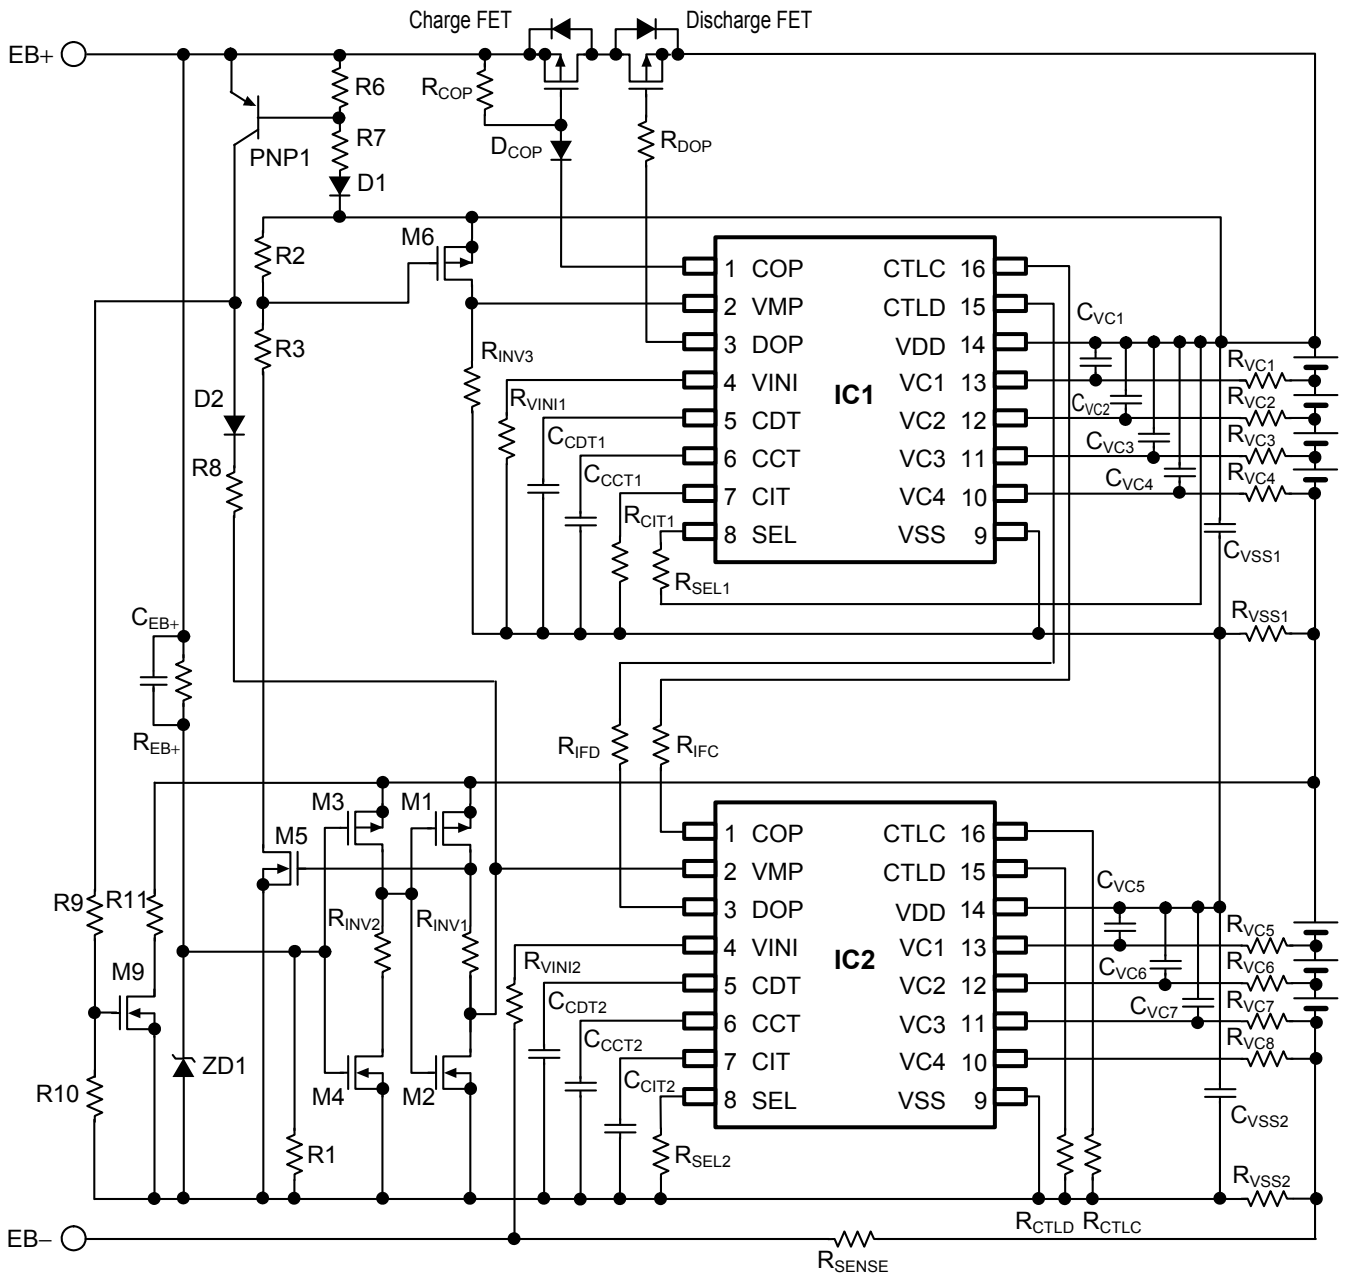 Charge FET
Discharge FET
EB+
R6
RCOP
R7
DCOP
RDOP
PNP1
D1
M6
R2
1 COP
CTLC 16
2 VMP
CTLD 15
CVC1
R3
RINV3
3 DOP
VDD 14
RVC1
4 VINI
IC1
VC1 13
D2
RVINI1
CVC2
RVC2
5 CDT
VC2 12
CCDT1
CVC3
RVC3
R8
CCCT1
6 CCT
VC3 11
CVC4
RVC4
7 CIT
VC4 10
RCIT1
8 SEL
VSS 9
CVSS1
RSEL1
CEB+
RVSS1
REB+
RIFD
RIFC
M3
M1
M5
1 COP
CTLC 16
2 VMP
CTLD 15
CVC5
R9
R11
RINV2
RINV1
3 DOP
VDD 14
RVC5
4 VINI
IC2
VC1 13
RVINI2
CVC6
RVC6
M9
5 CDT
VC2 12
CCDT2
CVC7
RVC7
6 CCT
VC3 11
CCCT2
RVC8
ZD1
7 CIT
VC4 10
R10
M4
M2
CCIT2
8 SEL
VSS 9
CVSS2
R1
RSEL2
RVSS2
RCTLD
RCTLC
EB–
RSENSE